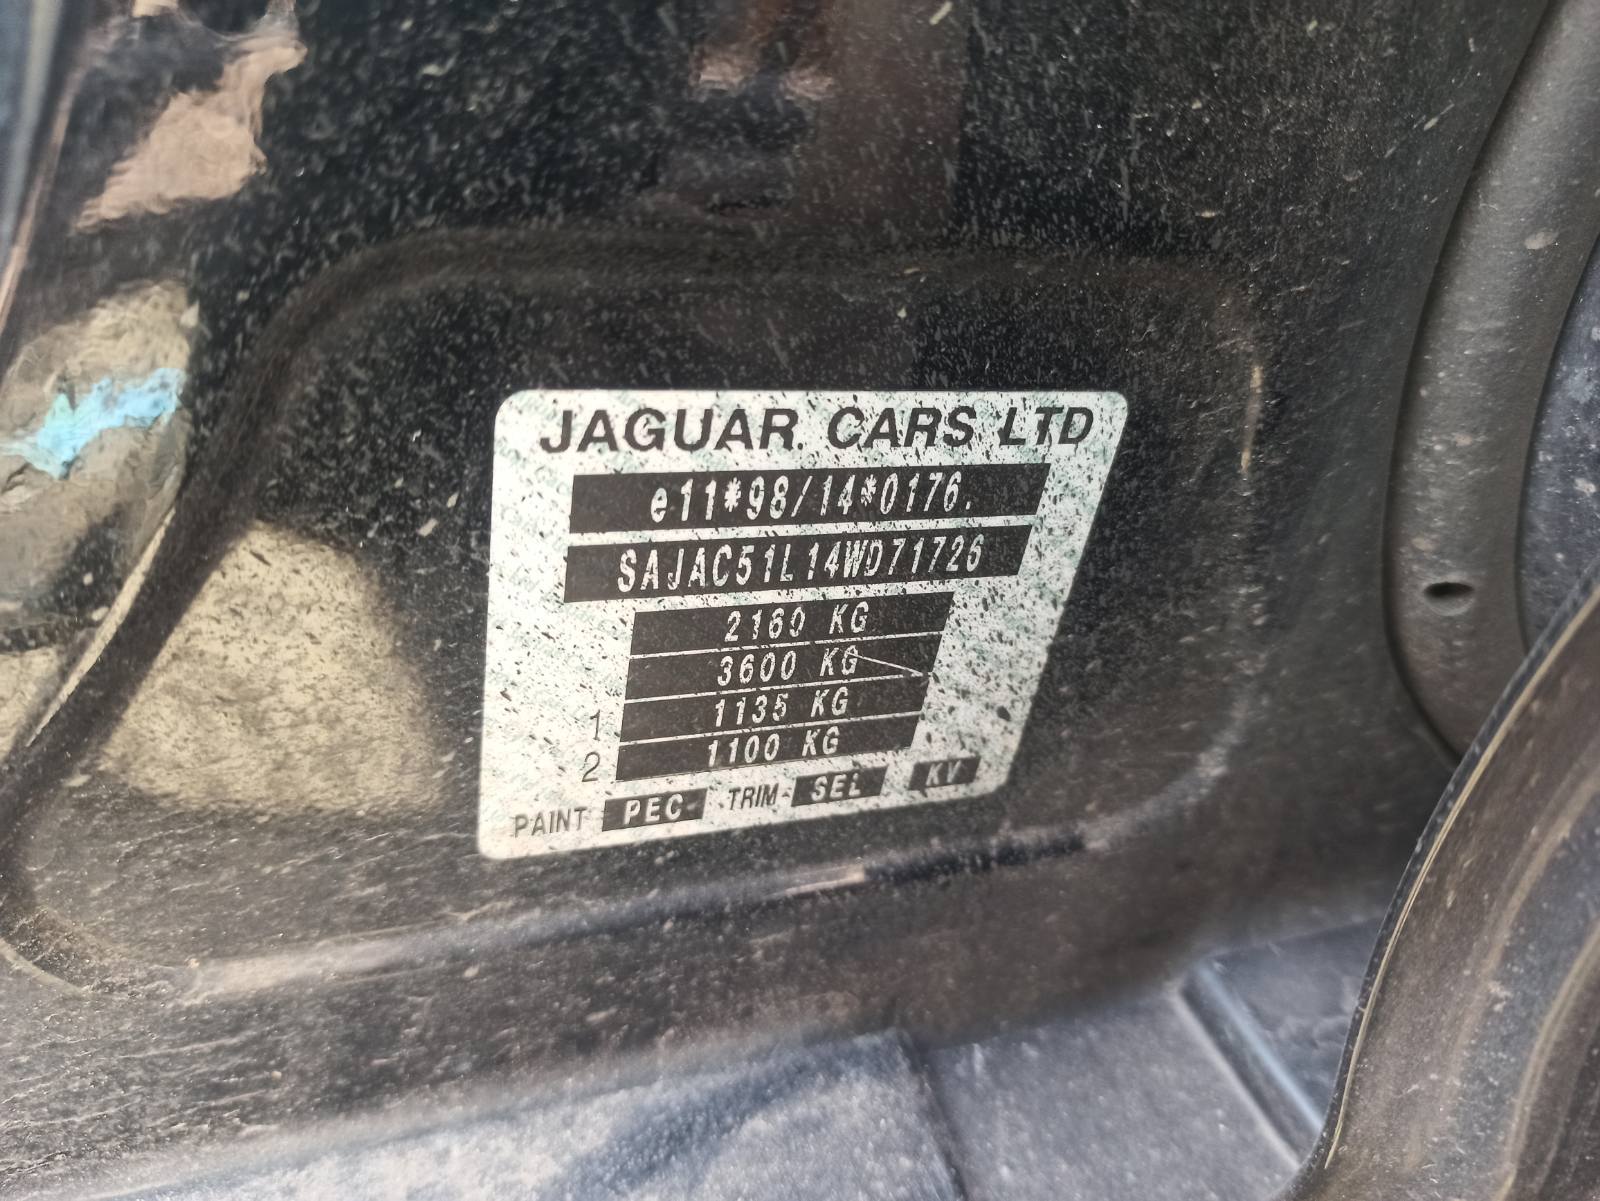 JAGUAR CARS LTD
e11*98/14*0176.
SAJAC51L14WD71726
2160 KG
3600 KG
1 1135 KG
2 1100 KG
PAINT PEC TRIM SEL KV